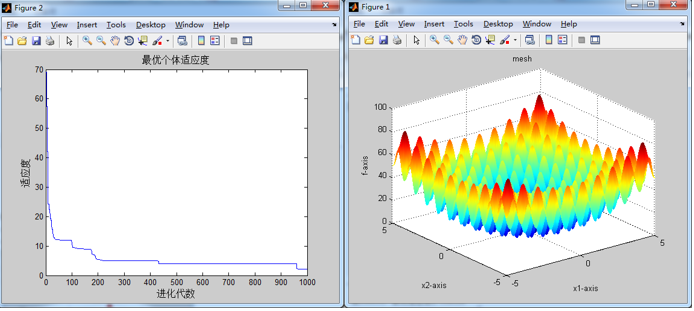 Figure 2
File Edit View Insert Tools Desktop Window Help
最优个体适应度
适应度
70
60
50
40
30
20
10
0
0 100 200 300 400 500 600 700 800 900 1000
进化代数
Figure 1
File Edit View Insert Tools Desktop Window Help
mesh
f-axis
100
80
60
40
20
0
5
0
-5
x2-axis
-5
0
5
x1-axis